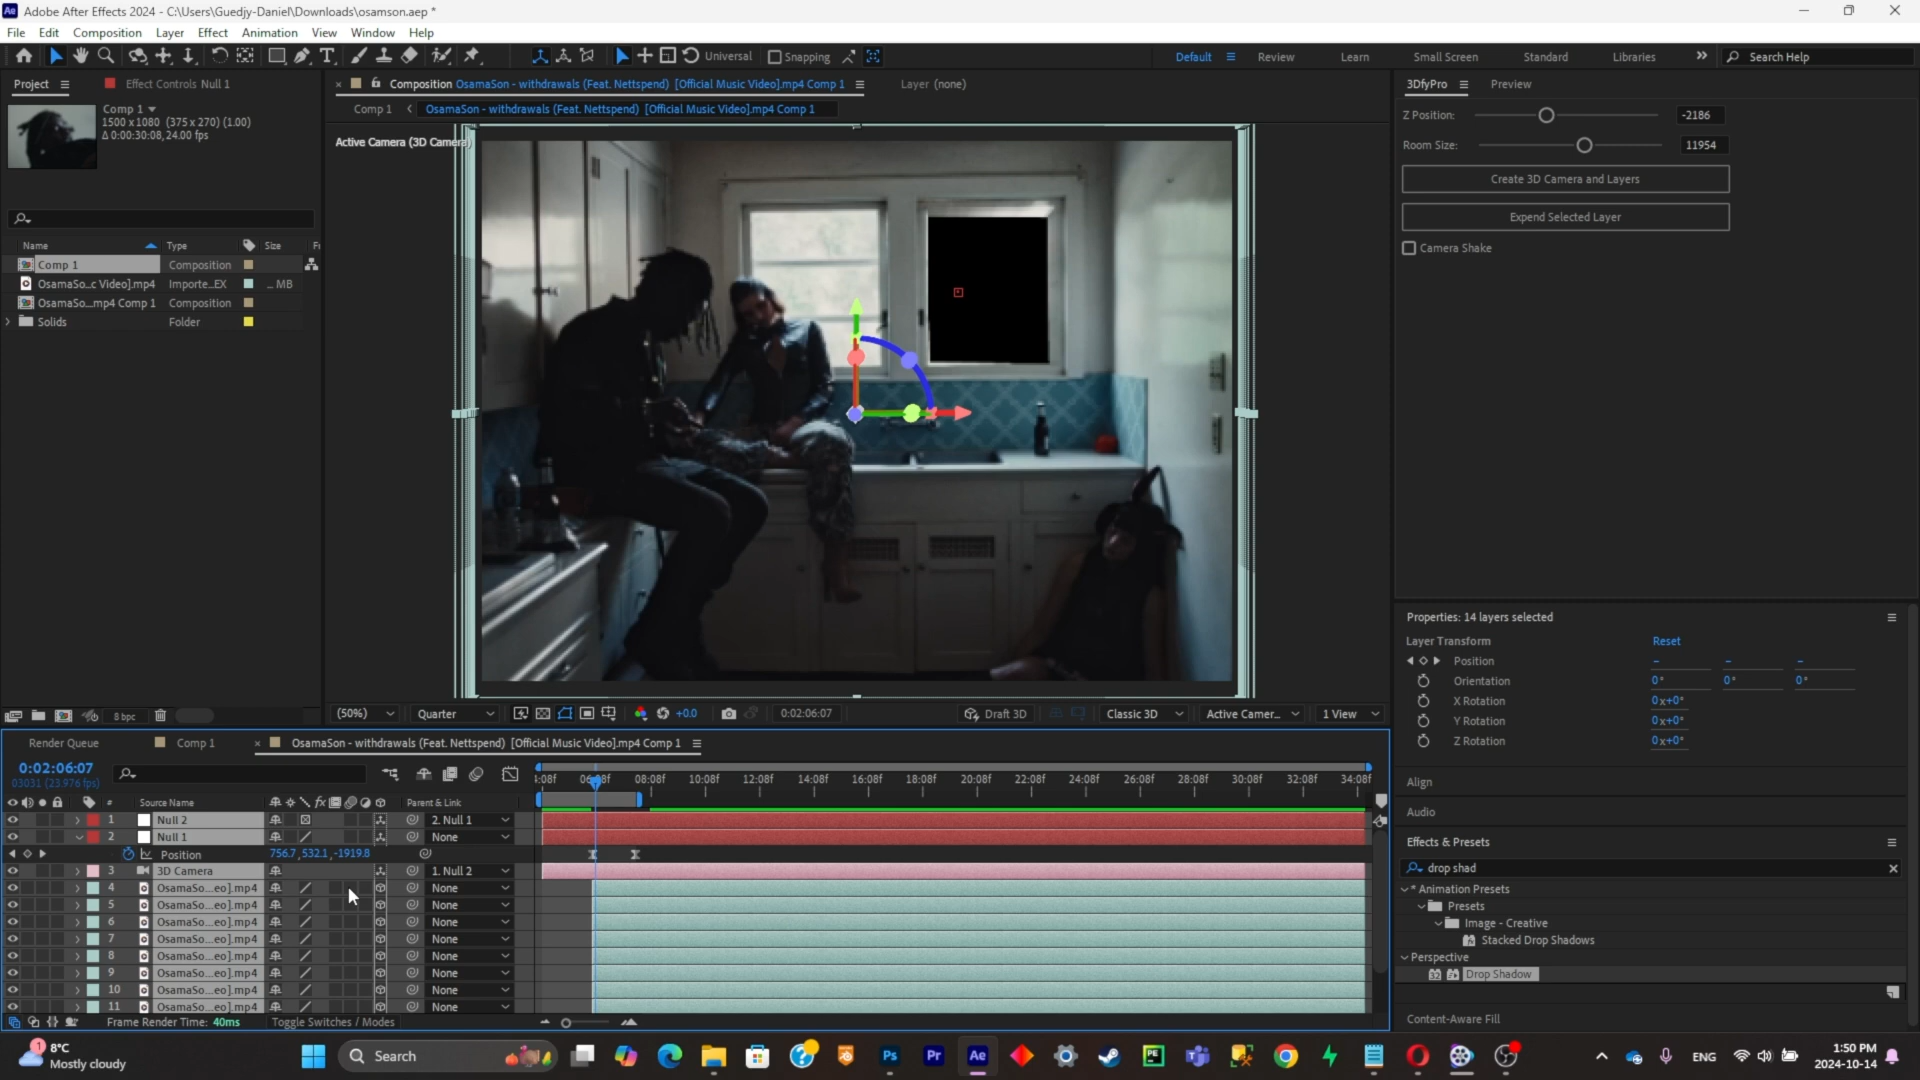 Adobe After Effects 2024 - C:\Users\Guedjy-Daniel\Downloads\osamson.aep *
File Edit Composition Layer Effect Animation View Window Help
Universal Snapping Default Review Learn Small Screen Standard Libraries Search Help
Project Effect Controls Null 1
Comp 1
1500 x 1080 (375 x 270) (1.00)
Δ 0:00:30:08, 24.00 fps
Name Type Size Fr
Comp 1 Composition
OsamaSo..c Video].mp4 Importe..EX .. MB
OsamaSo...mp4 Comp 1 Composition
Solids Folder
8 bpc
Composition OsamaSon - withdrawals (Feat. Nettspend) [Official Music Video].mp4 Comp 1 Layer (none)
Comp 1 OsamaSon - withdrawals (Feat. Nettspend) [Official Music Video].mp4 Comp 1
Active Camera (3D Camera)
(50%) Quarter +0.0 0:02:06:07 Draft 3D Classic 3D Active Camer... 1 View
3DfyPro Preview
Z Position: -2186
Room Size: 11954
Create 3D Camera and Layers
Expend Selected Layer
Camera Shake
Properties: 14 layers selected
Layer Transform Reset
Position - - -
Orientation 0° 0° 0°
X Rotation 0x+0°
Y Rotation 0x+0°
Z Rotation 0x+0°
Align
Audio
Effects & Presets
drop shad
* Animation Presets
Presets
Image - Creative
Stacked Drop Shadows
Perspective
Drop Shadow
Content-Aware Fill
Render Queue Comp 1 OsamaSon - withdrawals (Feat. Nettspend) [Official Music Video].mp4 Comp 1
0:02:06:07
03031 (23.976 fps)
4:08f 06:08f 08:08f 10:08f 12:08f 14:08f 16:08f 18:08f 20:08f 22:08f 24:08f 26:08f 28:08f 30:08f 32:08f 34:08f
# Source Name Parent & Link
1 Null 2 2. Null 1
2 Null 1 None
Position 756.7,532.1,-1919.8
3 3D Camera 1. Null 2
4 OsamaSo...eo].mp4 None
5 OsamaSo...eo].mp4 None
6 OsamaSo...eo].mp4 None
7 OsamaSo...eo].mp4 None
8 OsamaSo...eo].mp4 None
9 OsamaSo...eo].mp4 None
10 OsamaSo...eo].mp4 None
11 OsamaSo...eo].mp4 None
Frame Render Time: 40ms Toggle Switches / Modes
1 8°C
Mostly cloudy
Search
ENG
1:50 PM
2024-10-14